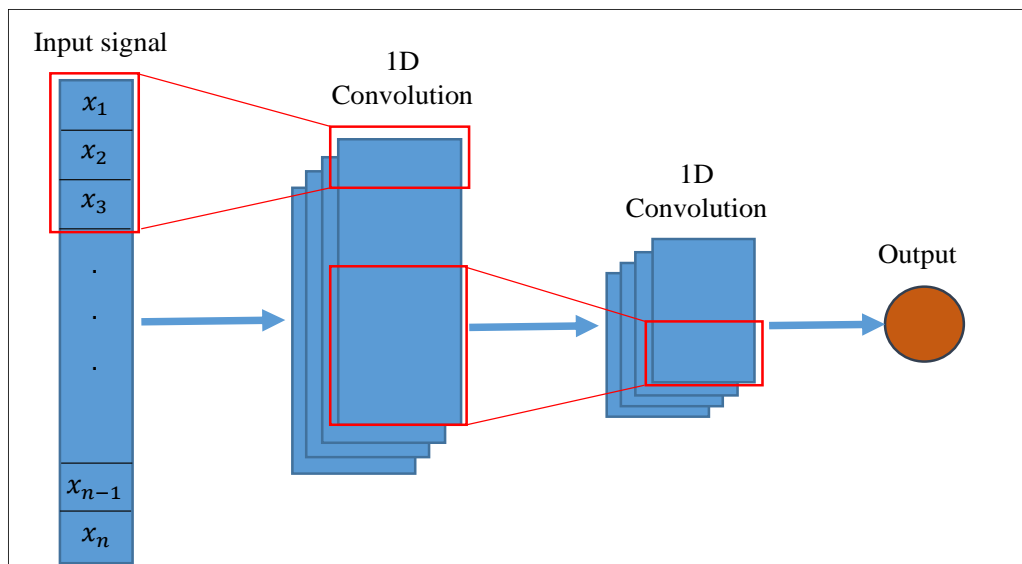 Input signal
x₁
x₂
x₃
.
.
.
xₙ₋₁
xₙ
1D
Convolution
1D
Convolution
Output